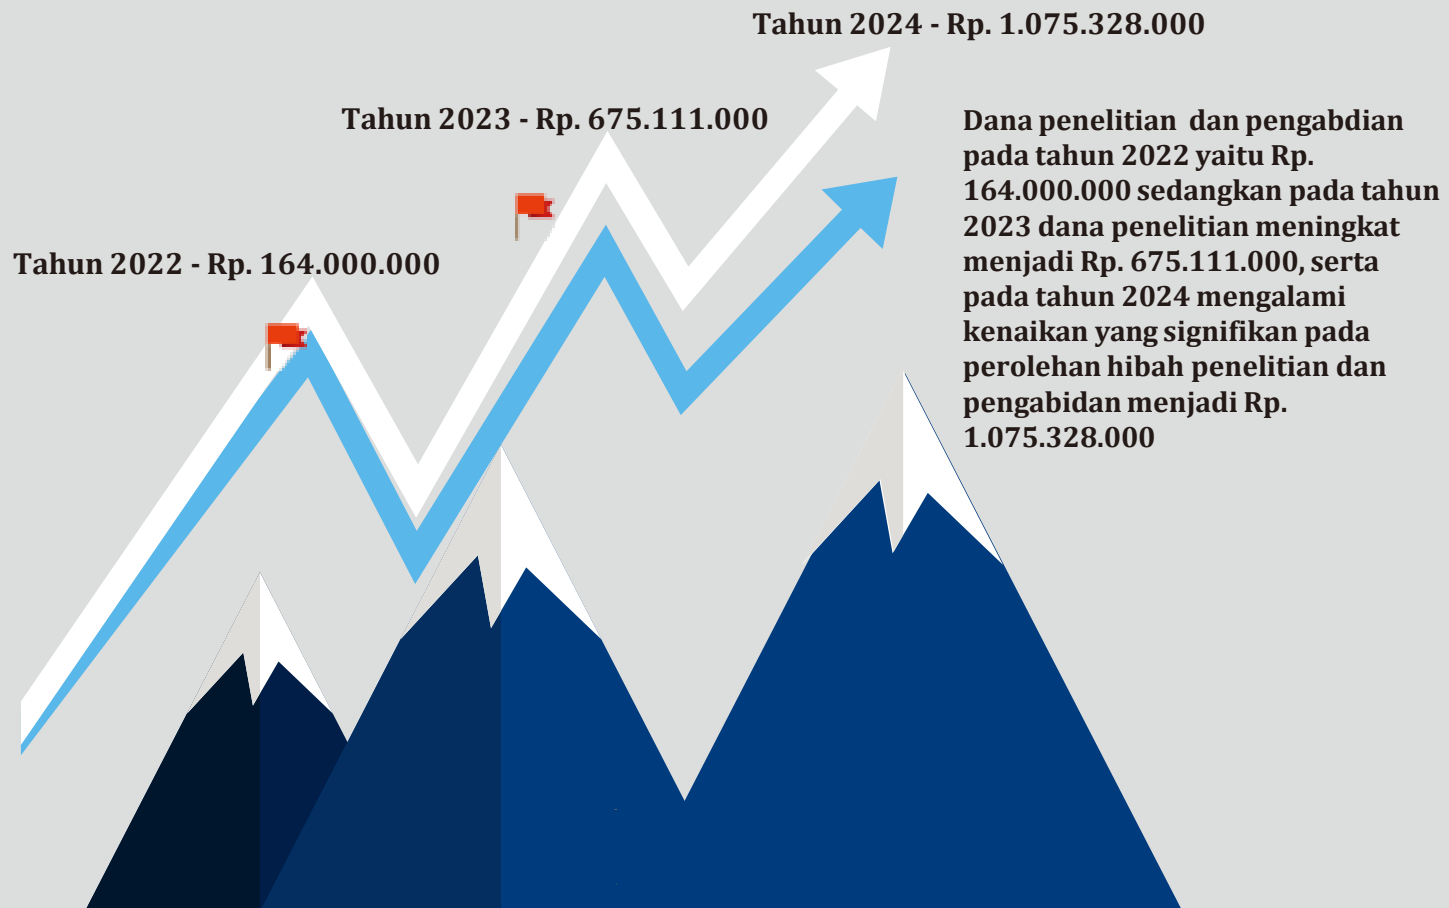 Tahun 2024 - Rp. 1.075.328.000
Tahun 2023 - Rp. 675.111.000
Tahun 2022 - Rp. 164.000.000
Dana penelitian dan pengabdian
pada tahun 2022 yaitu Rp.
164.000.000 sedangkan pada tahun
2023 dana penelitian meningkat
menjadi Rp. 675.111.000, serta
pada tahun 2024 mengalami
kenaikan yang signifikan pada
perolehan hibah penelitian dan
pengabidan menjadi Rp.
1.075.328.000